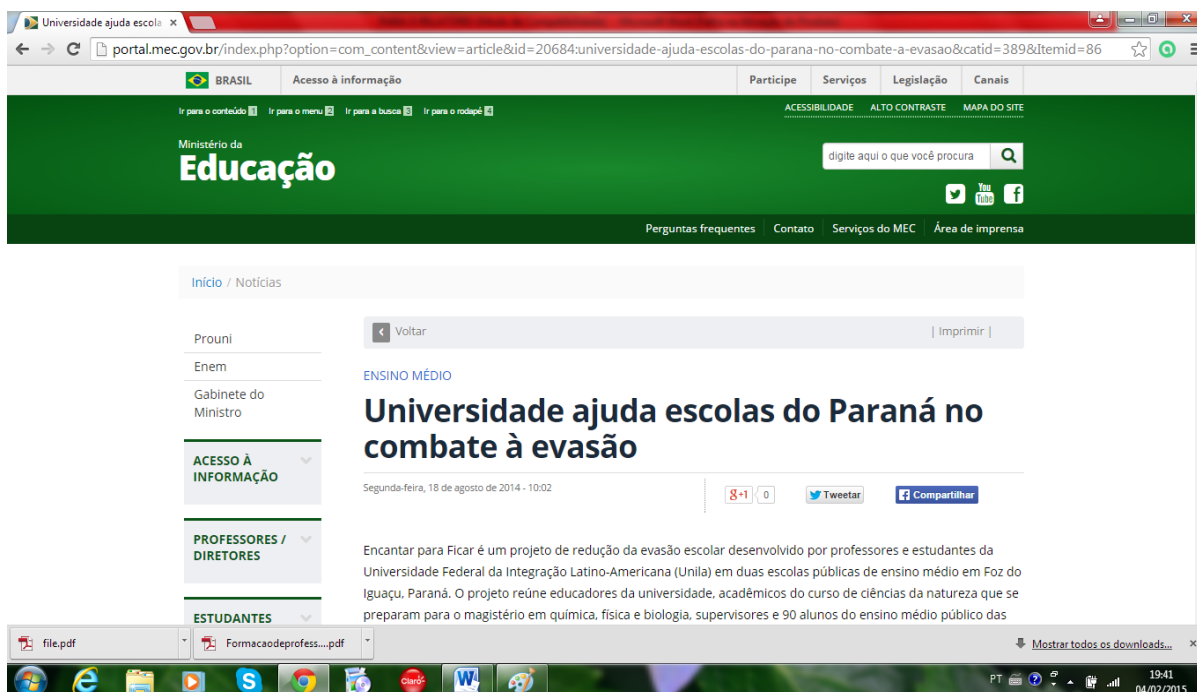 Universidade ajuda escola
portal.mec.gov.br/index.php?option=com_content&view=article&id=20684:universidade-ajuda-escolas-do-parana-no-combate-a-evasao&catid=389&Itemid=86
BRASIL Acesso à informação Participe Serviços Legislação Canais
Ir para o conteúdo 1 Ir para o menu 2 Ir para a busca 3 Ir para o rodapé 4 ACESSIBILIDADE ALTO CONTRASTE MAPA DO SITE
Ministério da
Educação
digite aqui o que você procura
You Tube
Perguntas frequentes Contato Serviços do MEC Área de imprensa
Início / Notícias
Voltar | Imprimir |
Prouni
Enem
Gabinete do
Ministro
ACESSO À
INFORMAÇÃO
PROFESSORES /
DIRETORES
ESTUDANTES
ENSINO MÉDIO
Universidade ajuda escolas do Paraná no
combate à evasão
Segunda-feira, 18 de agosto de 2014 - 10:02
g+1 0 Tweetar Compartilhar
Encantar para Ficar é um projeto de redução da evasão escolar desenvolvido por professores e estudantes da
Universidade Federal da Integração Latino-Americana (Unila) em duas escolas públicas de ensino médio em Foz do
Iguaçu, Paraná. O projeto reúne educadores da universidade, acadêmicos do curso de ciências da natureza que se
preparam para o magistério em química, física e biologia, supervisores e 90 alunos do ensino médio público das
file.pdf Formacaodeprofess....pdf Mostrar todos os downloads...
Claro PT 19:41
04/02/2015